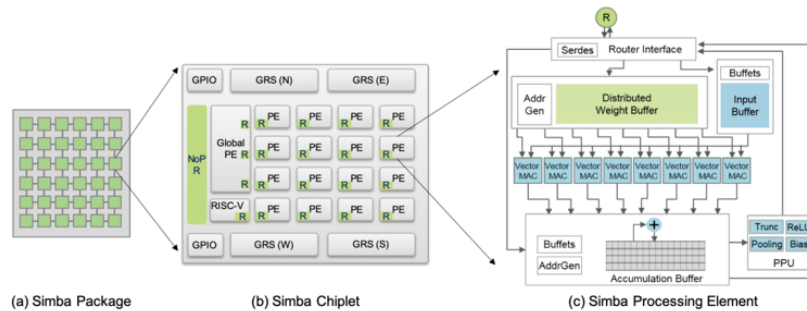 GPIO
GRS (N)
GRS (E)
NoP
R
Global
PE
R
R
R
PE
R
PE
R
PE
R
PE
R
PE
R
PE
R
PE
R
PE
R
PE
R
PE
R
PE
R
PE
R
RISC-V
R
PE
R
PE
R
PE
R
PE
R
GPIO
GRS (W)
GRS (S)
R
Serdes
Router Interface
Addr
Gen
Distributed
Weight Buffer
Buffets
Input
Buffer
Vector
MAC
Vector
MAC
Vector
MAC
Vector
MAC
Vector
MAC
Vector
MAC
Vector
MAC
Vector
MAC
Buffets
AddrGen
+
Accumulation Buffer
Trunc
ReLU
Pooling
Bias
PPU
(a) Simba Package
(b) Simba Chiplet
(c) Simba Processing Element